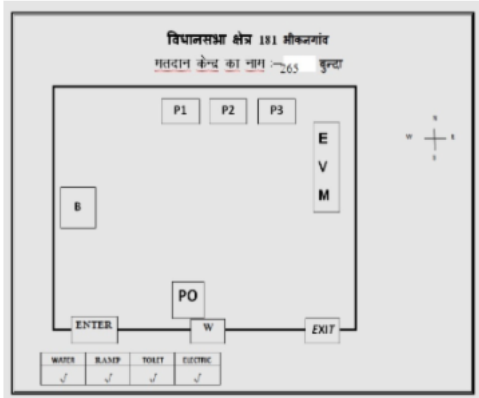 विधानसभा क्षेत्र 181 भीकनगांव
मतदान केन्द्र का नाम :-265 बुन्दा
P1 P2 P3
E
V
M
B
PO
ENTER W EXIT
WATER RAMP TOILET ELECTRIC
√ √ √ √
N
W E
S